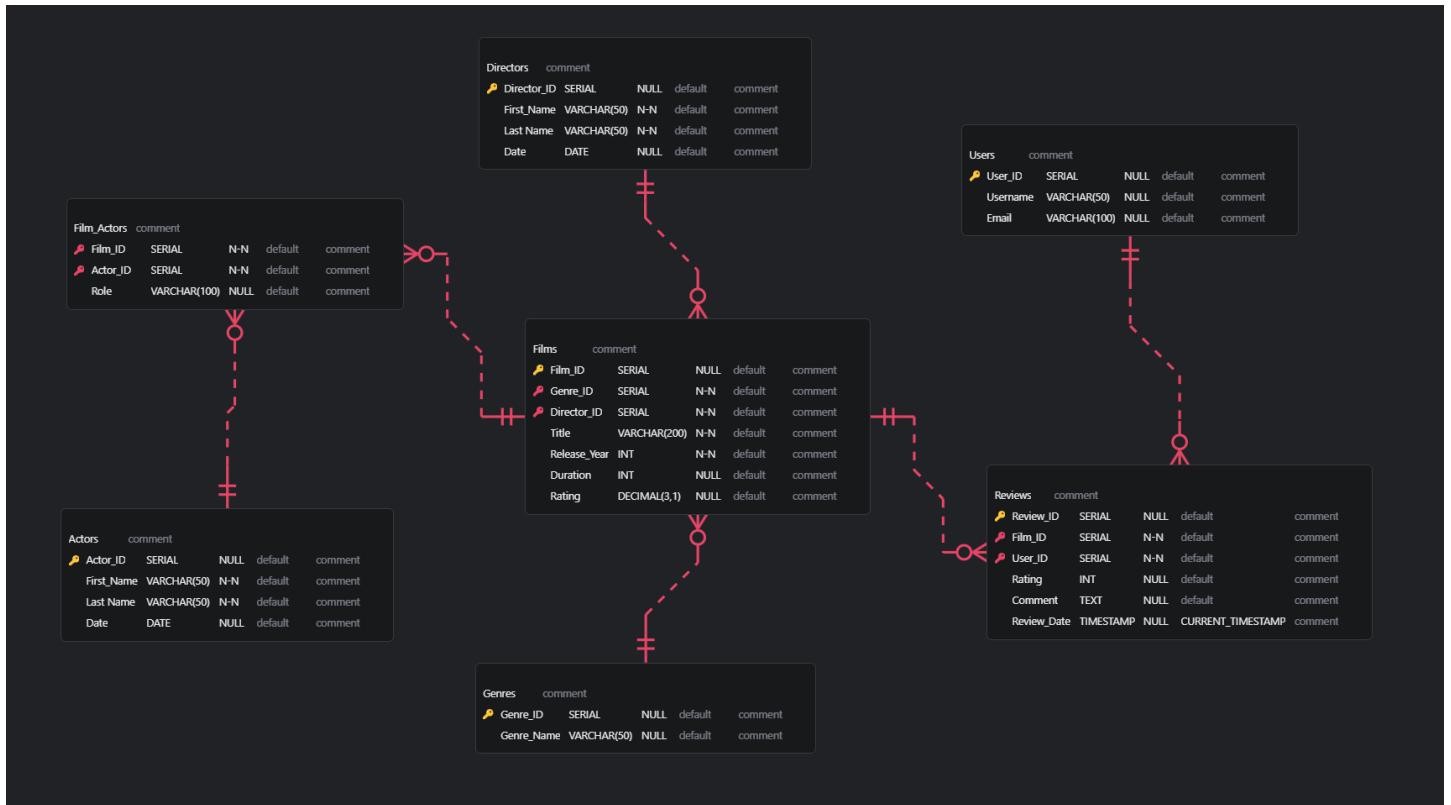 Directors comment
Director_ID SERIAL NULL default comment
First_Name VARCHAR(50) N-N default comment
Last Name VARCHAR(50) N-N default comment
Date DATE NULL default comment
Users comment
User_ID SERIAL NULL default comment
Username VARCHAR(50) NULL default comment
Email VARCHAR(100) NULL default comment
Film_Actors comment
Film_ID SERIAL N-N default comment
Actor_ID SERIAL N-N default comment
Role VARCHAR(100) NULL default comment
Films comment
Film_ID SERIAL NULL default comment
Genre_ID SERIAL N-N default comment
Director_ID SERIAL N-N default comment
Title VARCHAR(200) N-N default comment
Release_Year INT N-N default comment
Duration INT NULL default comment
Rating DECIMAL(3,1) NULL default comment
Reviews comment
Review_ID SERIAL NULL default comment
Film_ID SERIAL N-N default comment
User_ID SERIAL N-N default comment
Rating INT NULL default comment
Comment TEXT NULL default comment
Review_Date TIMESTAMP NULL CURRENT_TIMESTAMP comment
Actors comment
Actor_ID SERIAL NULL default comment
First_Name VARCHAR(50) N-N default comment
Last Name VARCHAR(50) N-N default comment
Date DATE NULL default comment
Genres comment
Genre_ID SERIAL NULL default comment
Genre_Name VARCHAR(50) NULL default comment